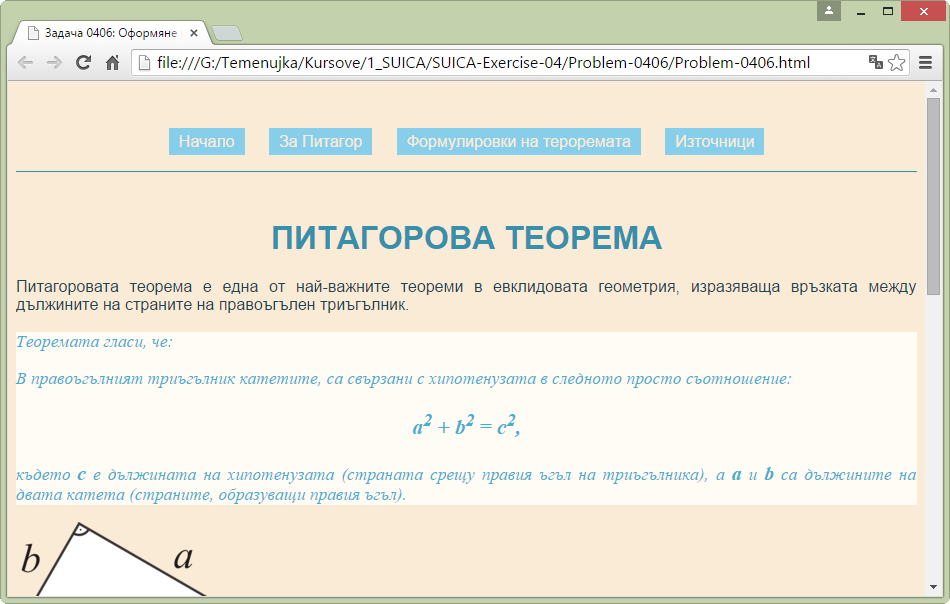 Задача 0406: Оформяне
file:///G:/Temenujka/Kursove/1_SUICA/SUICA-Exercise-04/Problem-0406/Problem-0406.html
Начало За Питагор Формулировки на тероремата Източници
ПИТАГОРОВА ТЕОРЕМА
Питагоровата теорема е една от най-важните теореми в евклидовата геометрия, изразяваща връзката между
дължините на страните на правоъгълен триъгълник.
Теоремата гласи, че:
В правоъгълният триъгълник катетите, са свързани с хипотенузата в следното просто съотношение:
a² + b² = c²,
където c е дължината на хипотенузата (страната срещу правия ъгъл на триъгълника), а a и b са дължините на
двата катета (страните, образуващи правия ъгъл).
b a